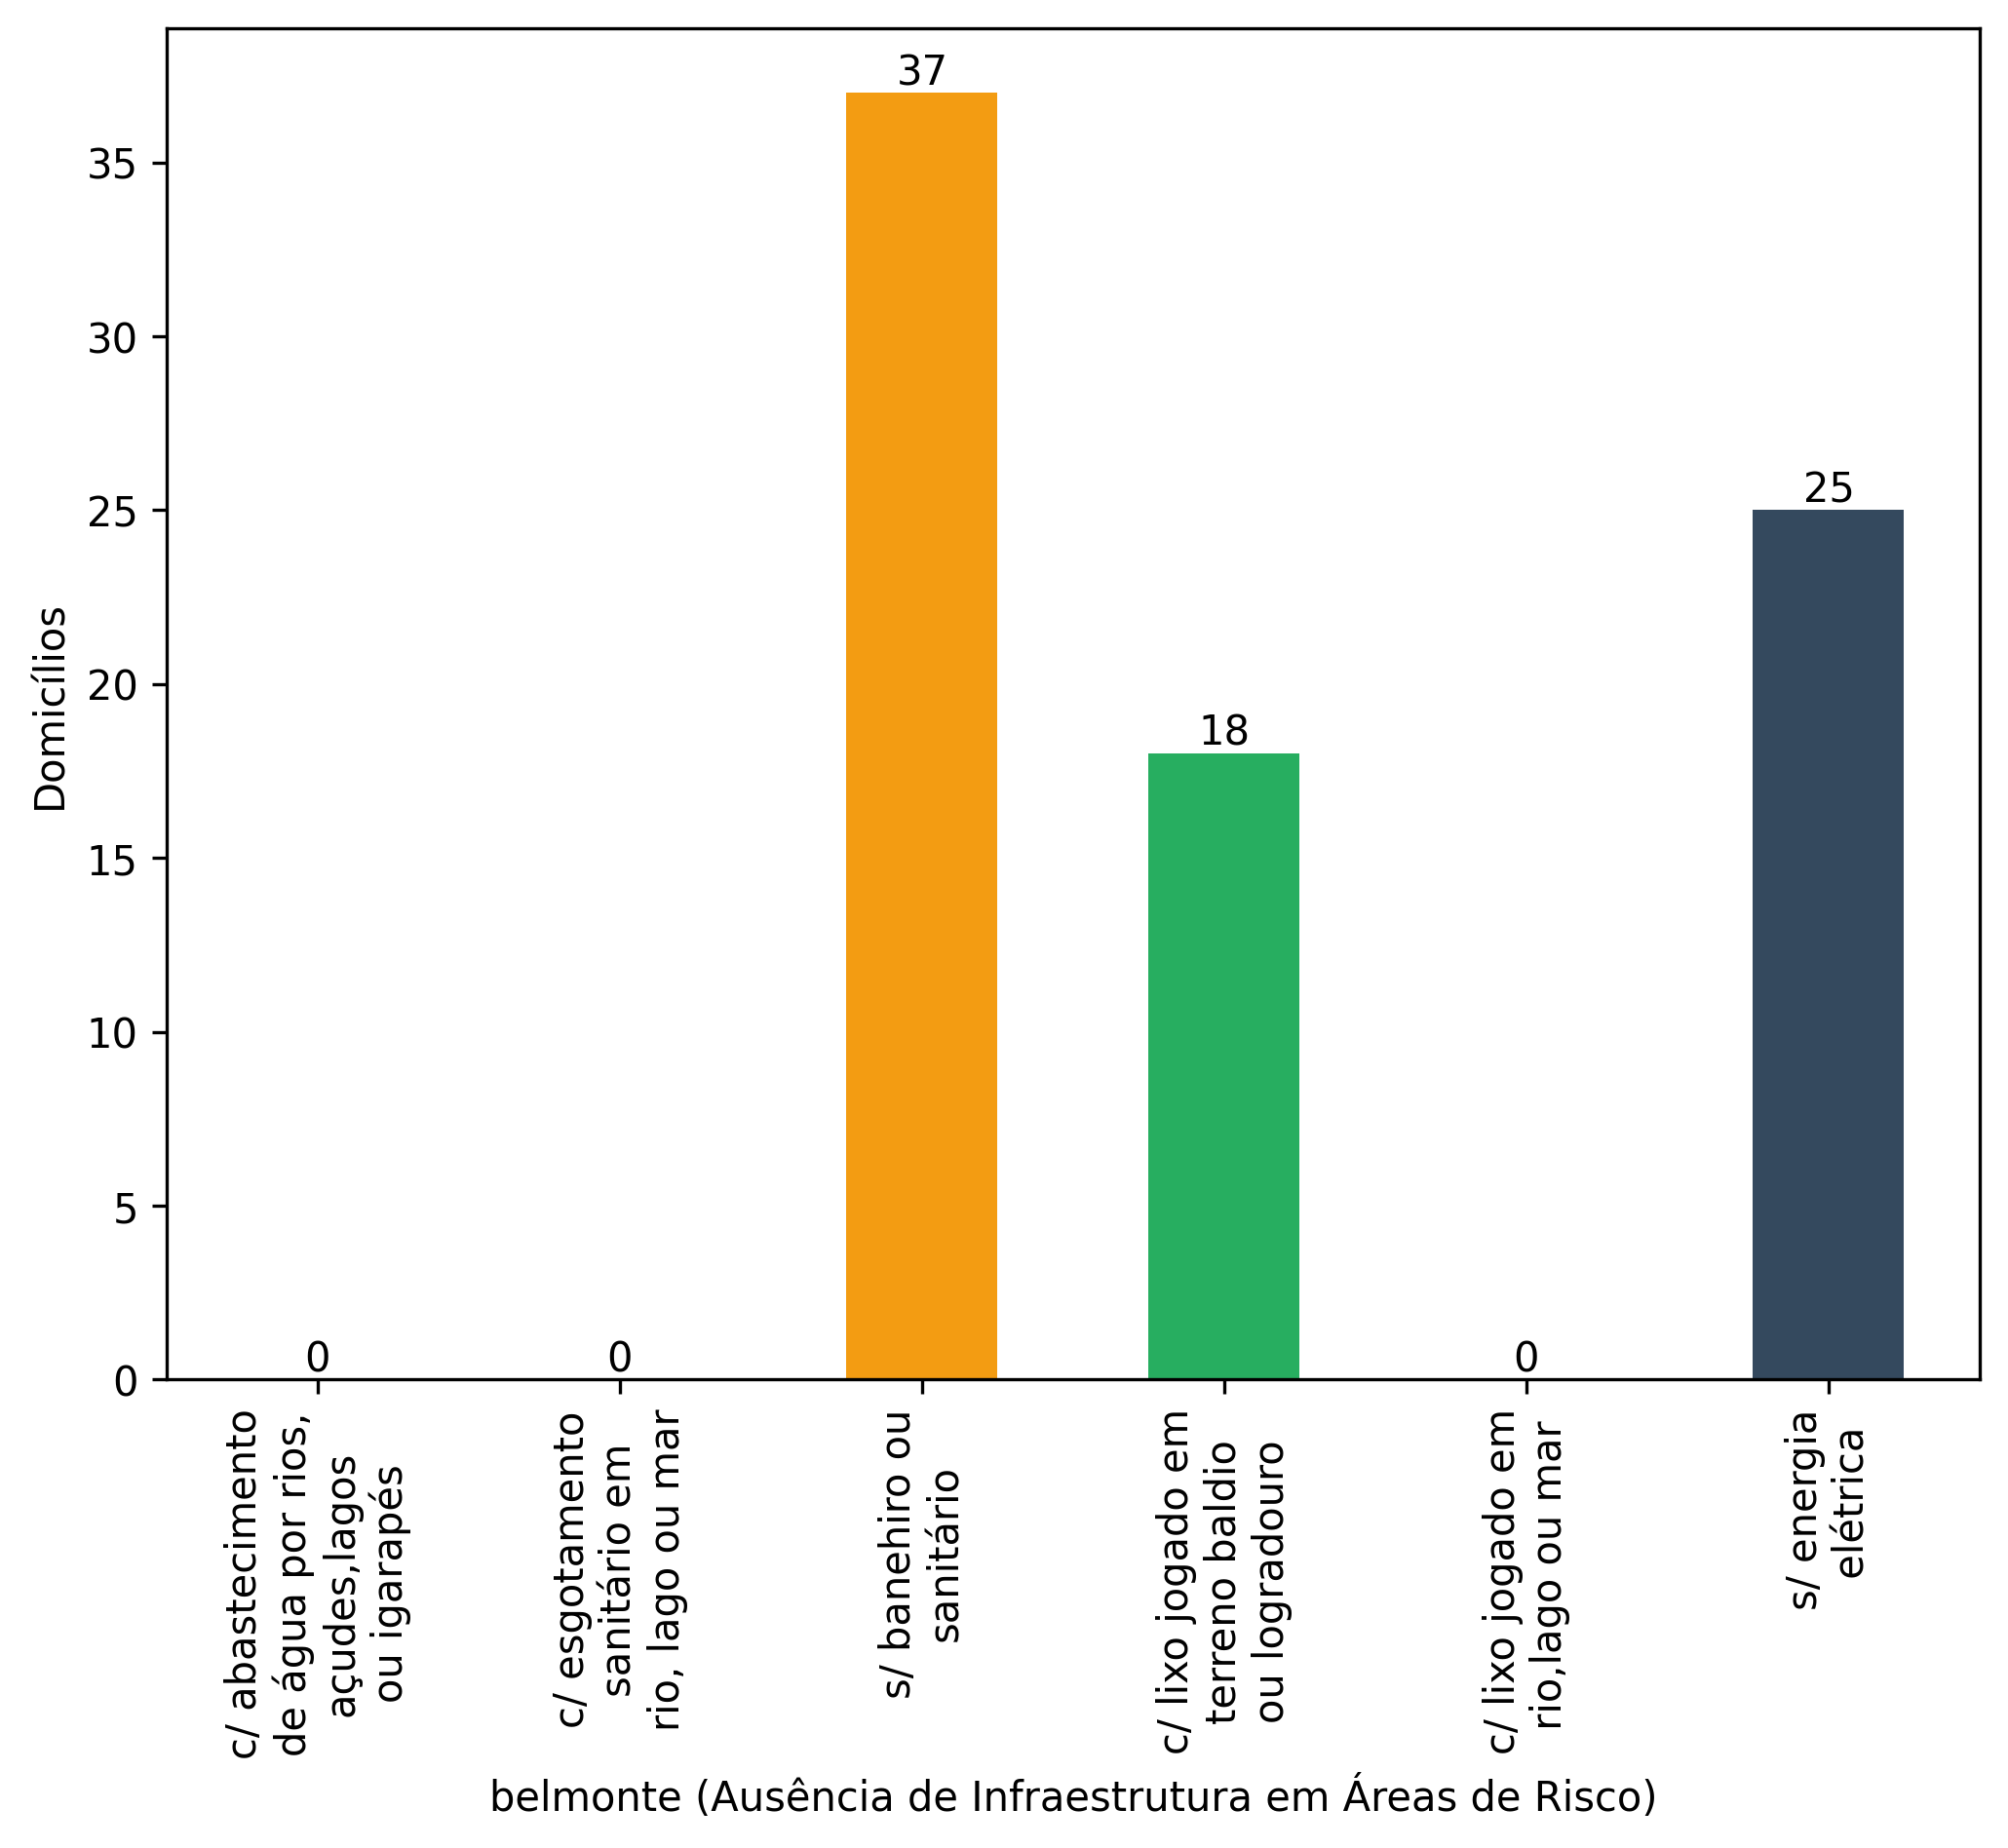 Domicílios
35
30
25
20
15
10
5
0
0
0
37
18
0
25
c/ abastecimento
de água por rios,
açudes,lagos
ou igarapés
c/ esgotamento
sanitário em
rio, lago ou mar
s/ banehiro ou
sanitário
c/ lixo jogado em
terreno baldio
ou logradouro
c/ lixo jogado em
rio,lago ou mar
s/ energia
elétrica
belmonte (Ausência de Infraestrutura em Áreas de Risco)